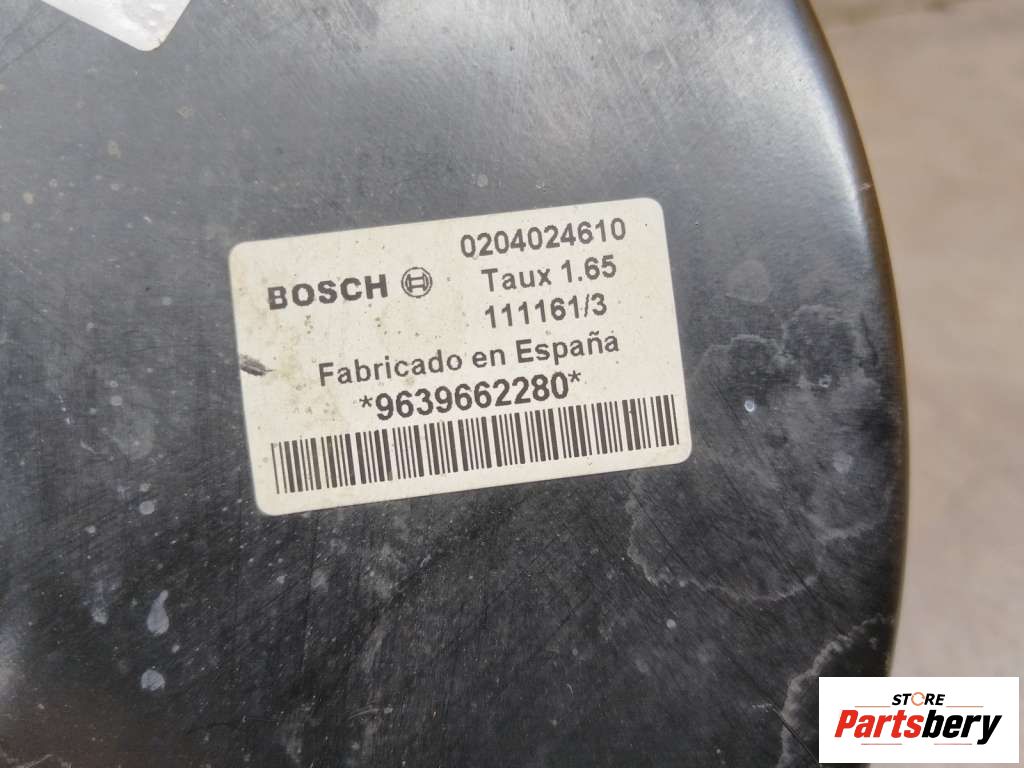 0204024610
BOSCH Taux 1.65
111161/3
Fabricado en España
*9639662280*
STORE
Partsbery